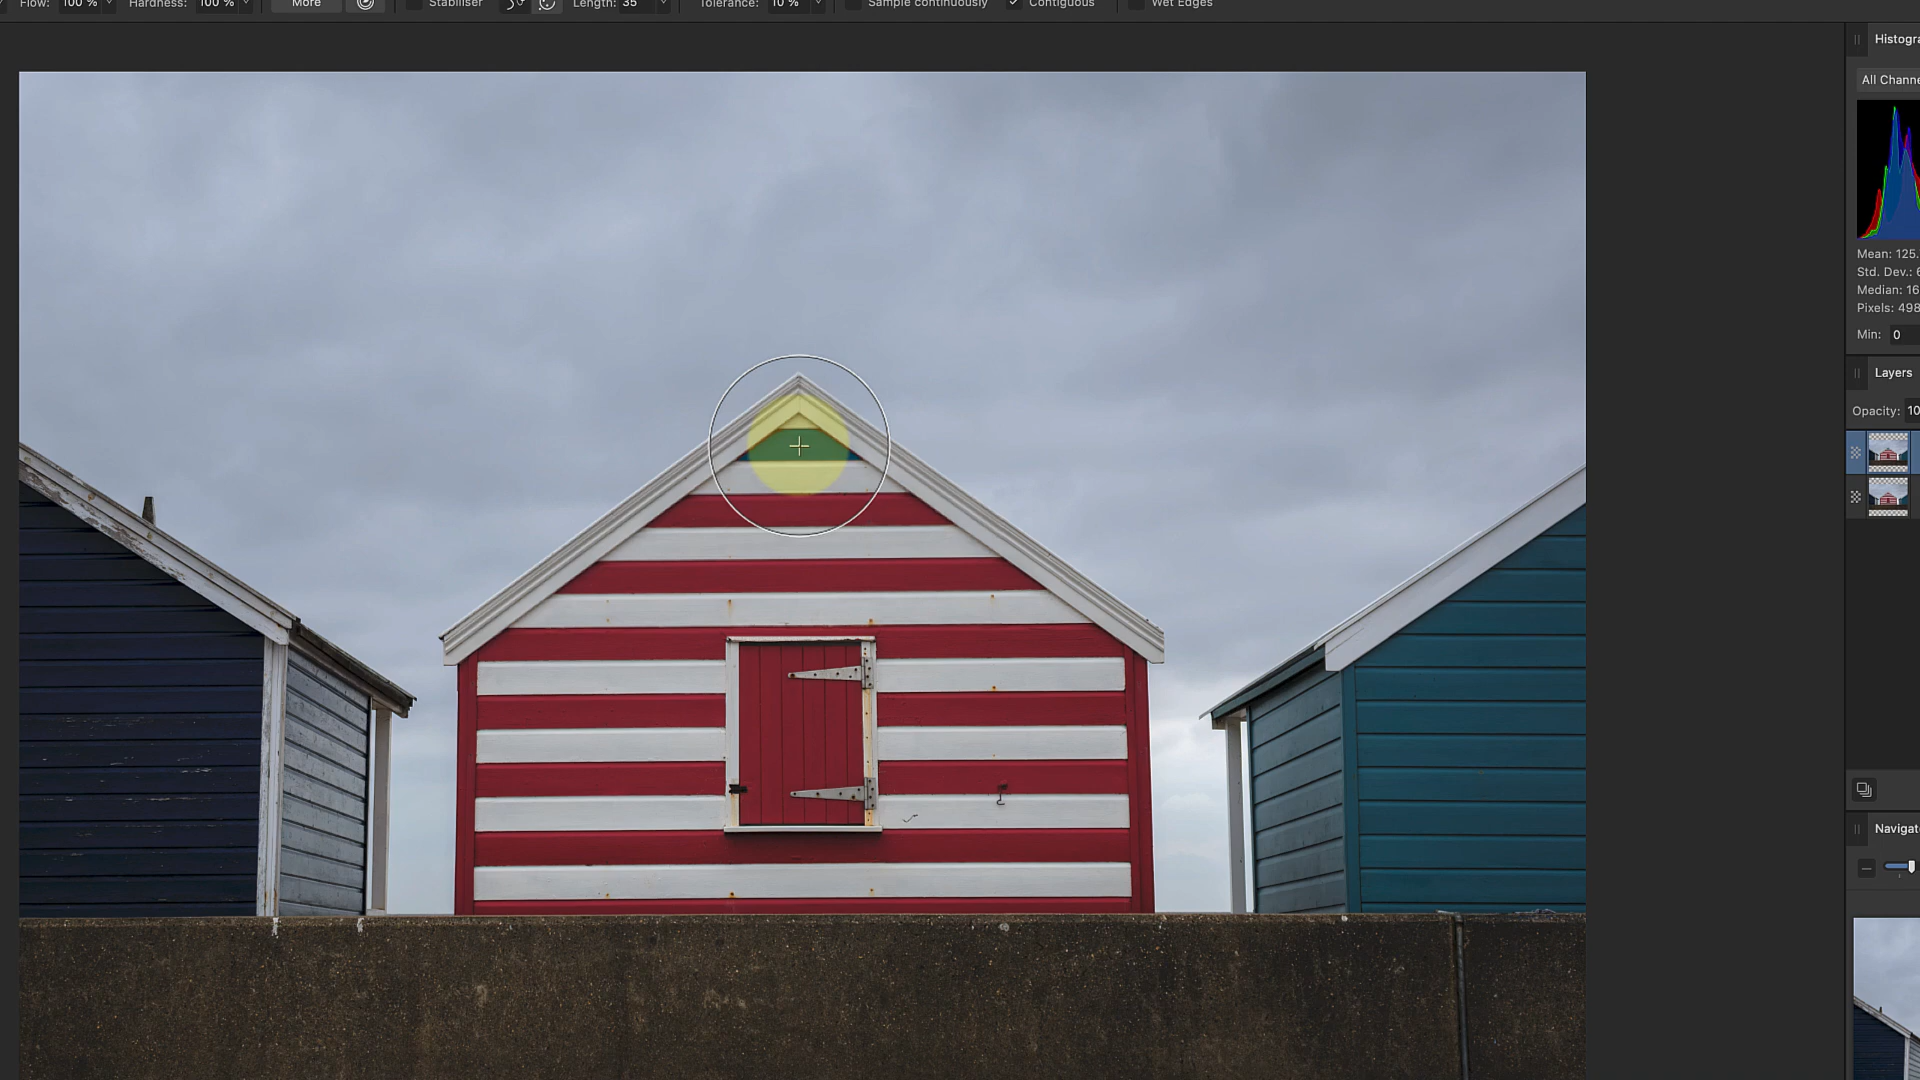 Flow: 100 % Hardness: 100 % More Stabiliser Length: 35 Tolerance: 10 % Sample continuously Contiguous Wet Edges
Histogra
All Channe
Mean: 125.
Std. Dev.: 6
Median: 16
Pixels: 498
Min: 0
Layers
Opacity: 10
Navigat